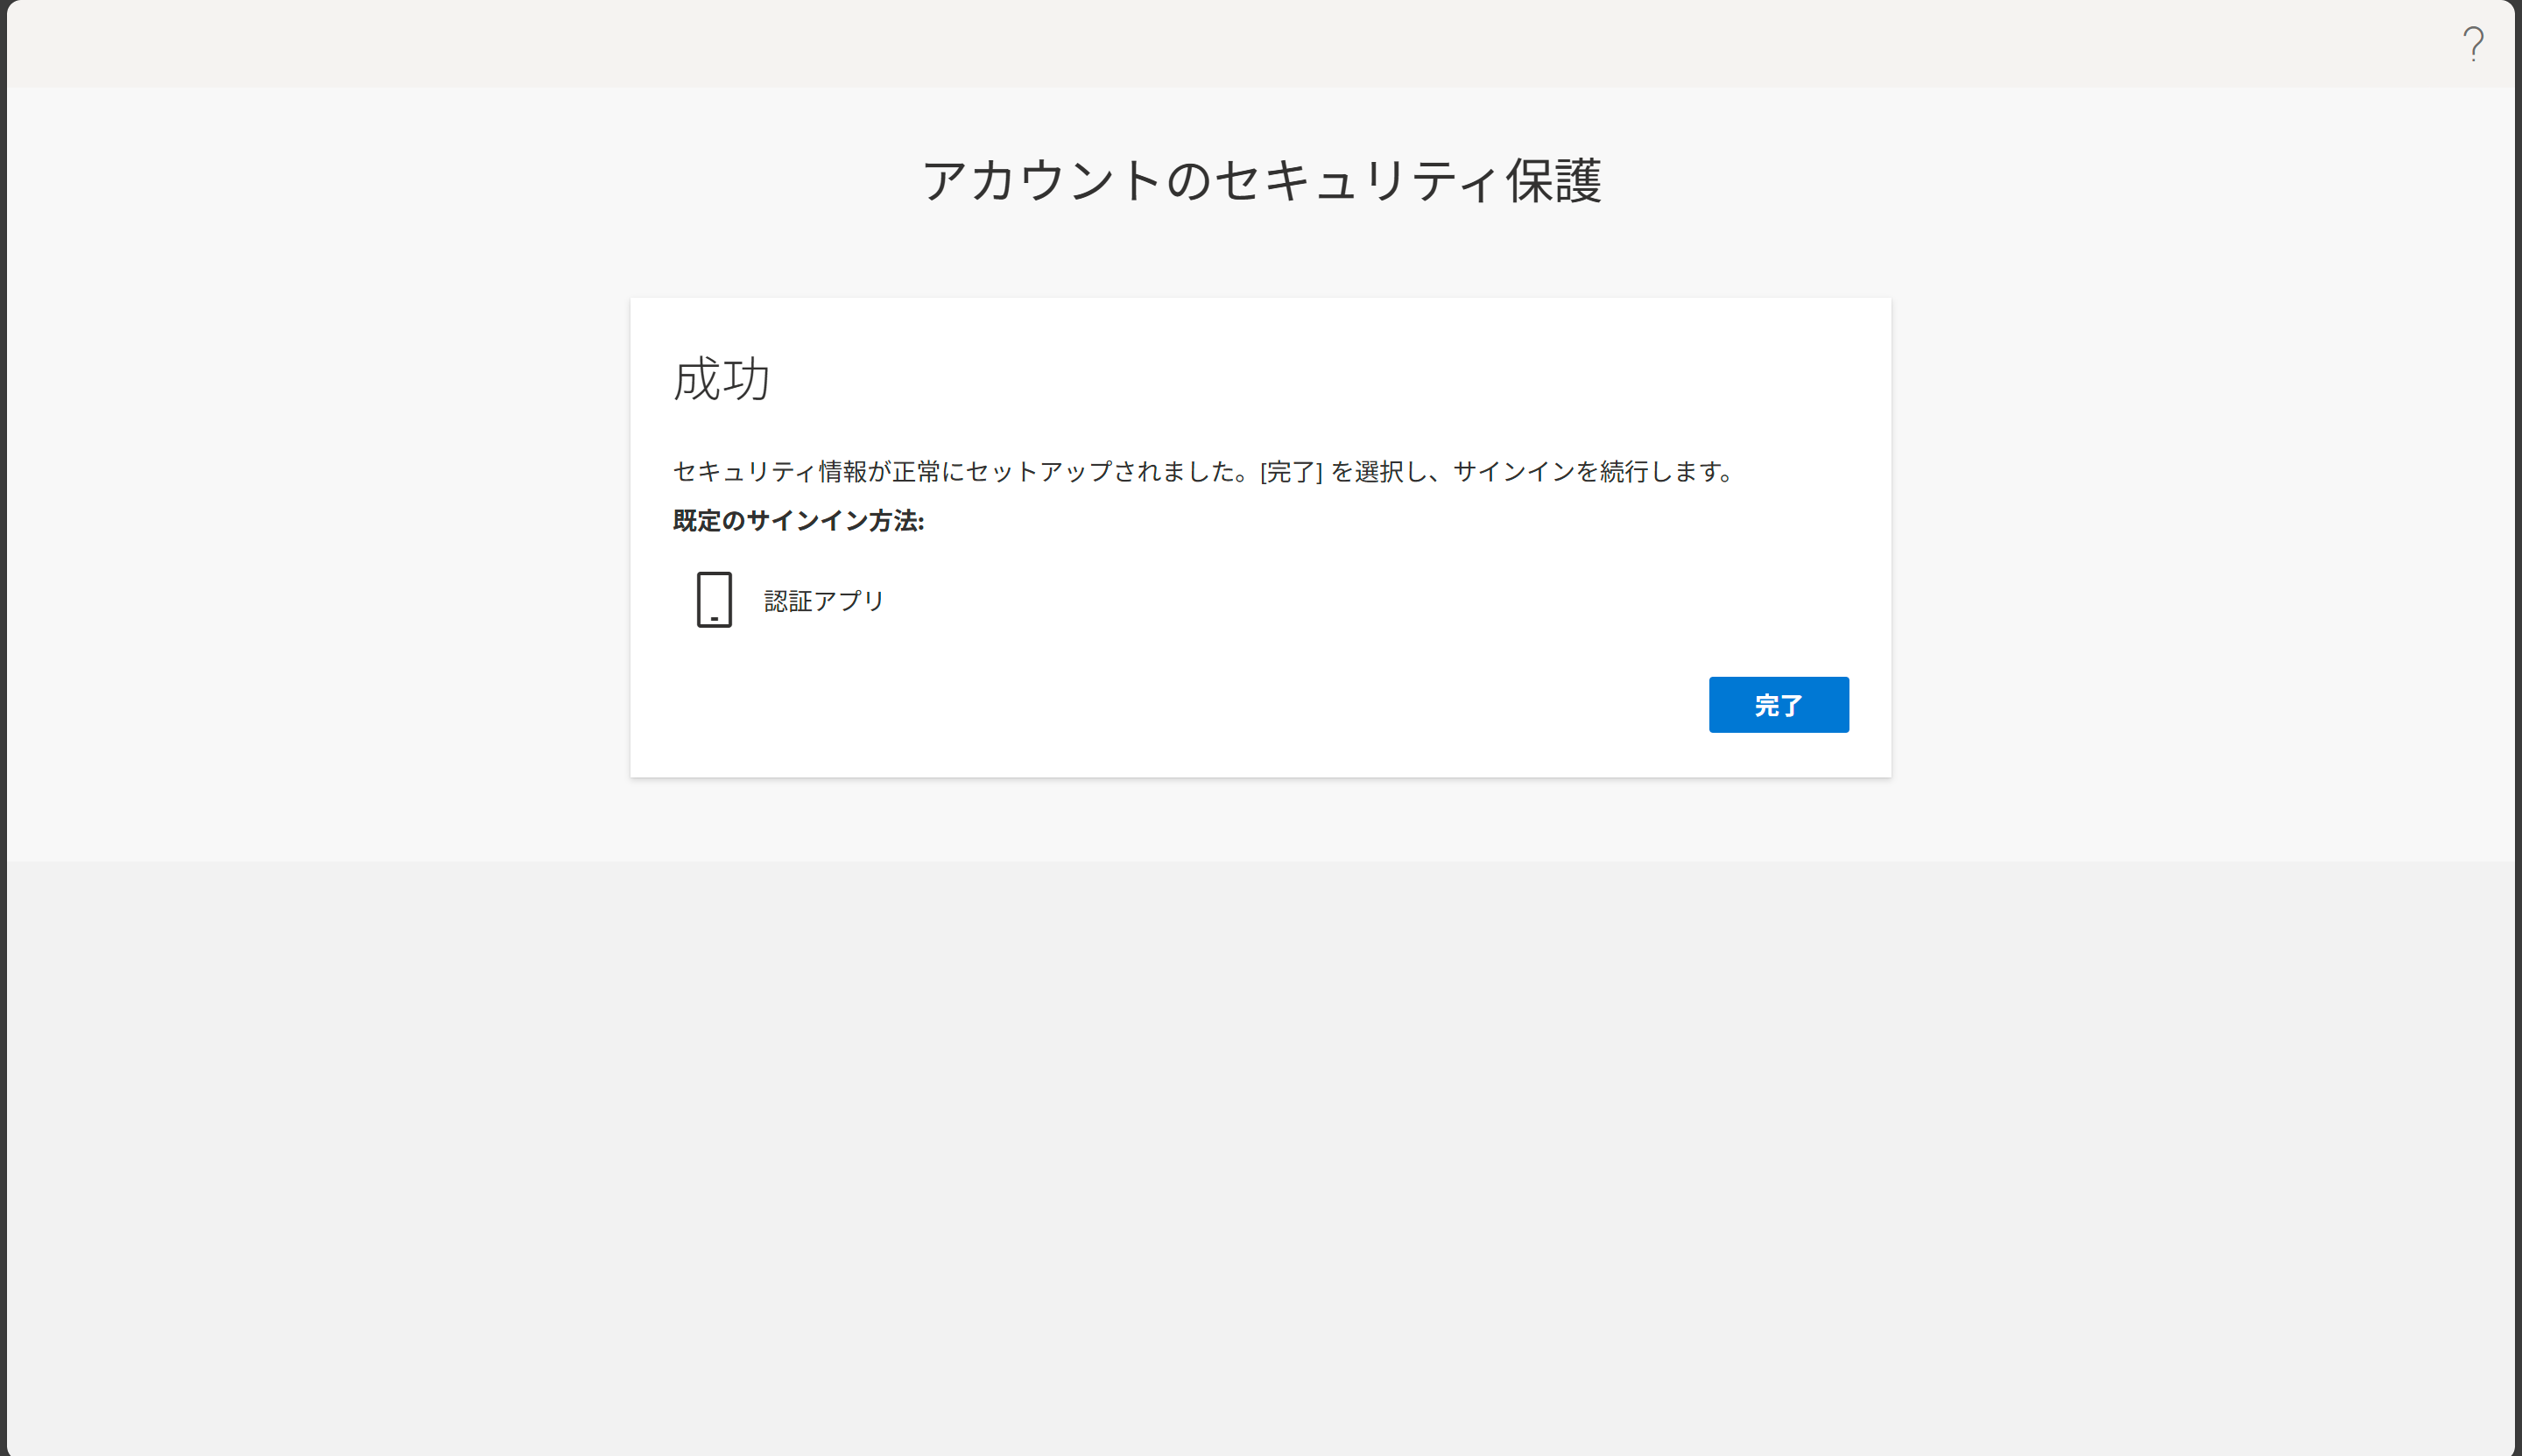 ?
アカウントのセキュリティ保護
成功
セキュリティ情報が正常にセットアップされました。[完了] を選択し、サインインを続行します。
既定のサインイン方法:
認証アプリ
完了